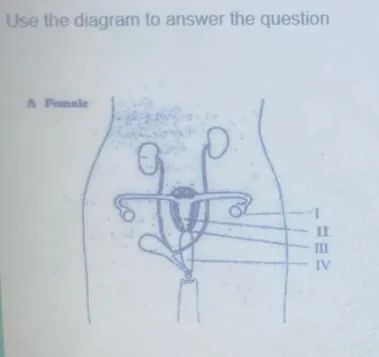 Use the diagram to answer the question
A Female
I
II
III
IV